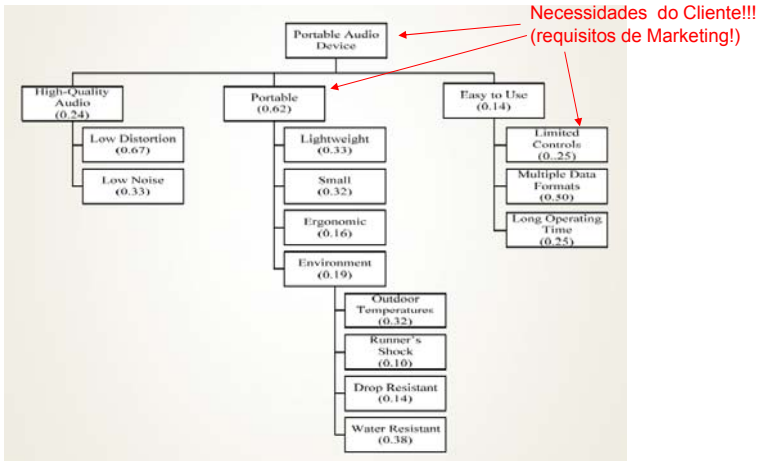 Necessidades do Cliente!!!
(requisitos de Marketing!)
Portable Audio
Device
High-Quality
Audio
(0.24)
Low Distortion
(0.67)
Low Noise
(0.33)
Portable
(0.62)
Lightweight
(0.33)
Small
(0.32)
Ergonomic
(0.16)
Environment
(0.19)
Outdoor
Temperatures
(0.32)
Runner's
Shock
(0.10)
Drop Resistant
(0.14)
Water Resistant
(0.38)
Easy to Use
(0.14)
Limited
Controls
(0..25)
Multiple Data
Formats
(0.50)
Long Operating
Time
(0.25)